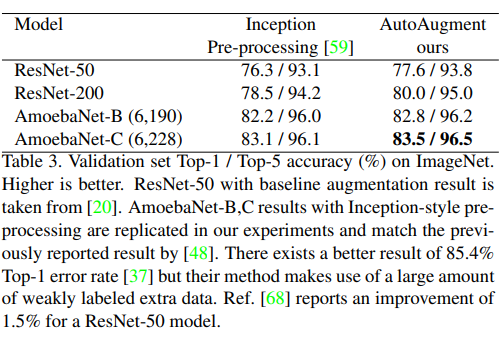 Model Inception AutoAugment
Pre-processing [59] ours
ResNet-50 76.3 / 93.1 77.6 / 93.8
ResNet-200 78.5 / 94.2 80.0 / 95.0
AmoebaNet-B (6,190) 82.2 / 96.0 82.8 / 96.2
AmoebaNet-C (6,228) 83.1 / 96.1 83.5 / 96.5
Table 3. Validation set Top-1 / Top-5 accuracy (%) on ImageNet.
Higher is better. ResNet-50 with baseline augmentation result is
taken from [20]. AmoebaNet-B,C results with Inception-style pre-
processing are replicated in our experiments and match the previ-
ously reported result by [48]. There exists a better result of 85.4%
Top-1 error rate [37] but their method makes use of a large amount
of weakly labeled extra data. Ref. [68] reports an improvement of
1.5% for a ResNet-50 model.